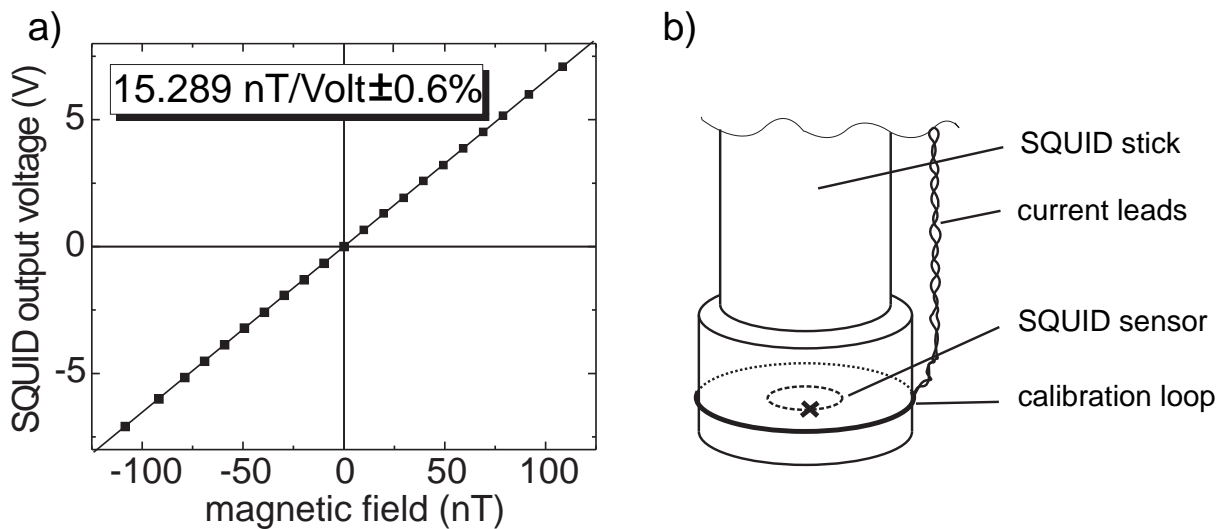 a)
15.289 nT/Volt±0.6%
SQUID output voltage (V)
5
0
-5
-100
-50
0
50
100
magnetic field (nT)
b)
SQUID stick
current leads
SQUID sensor
calibration loop